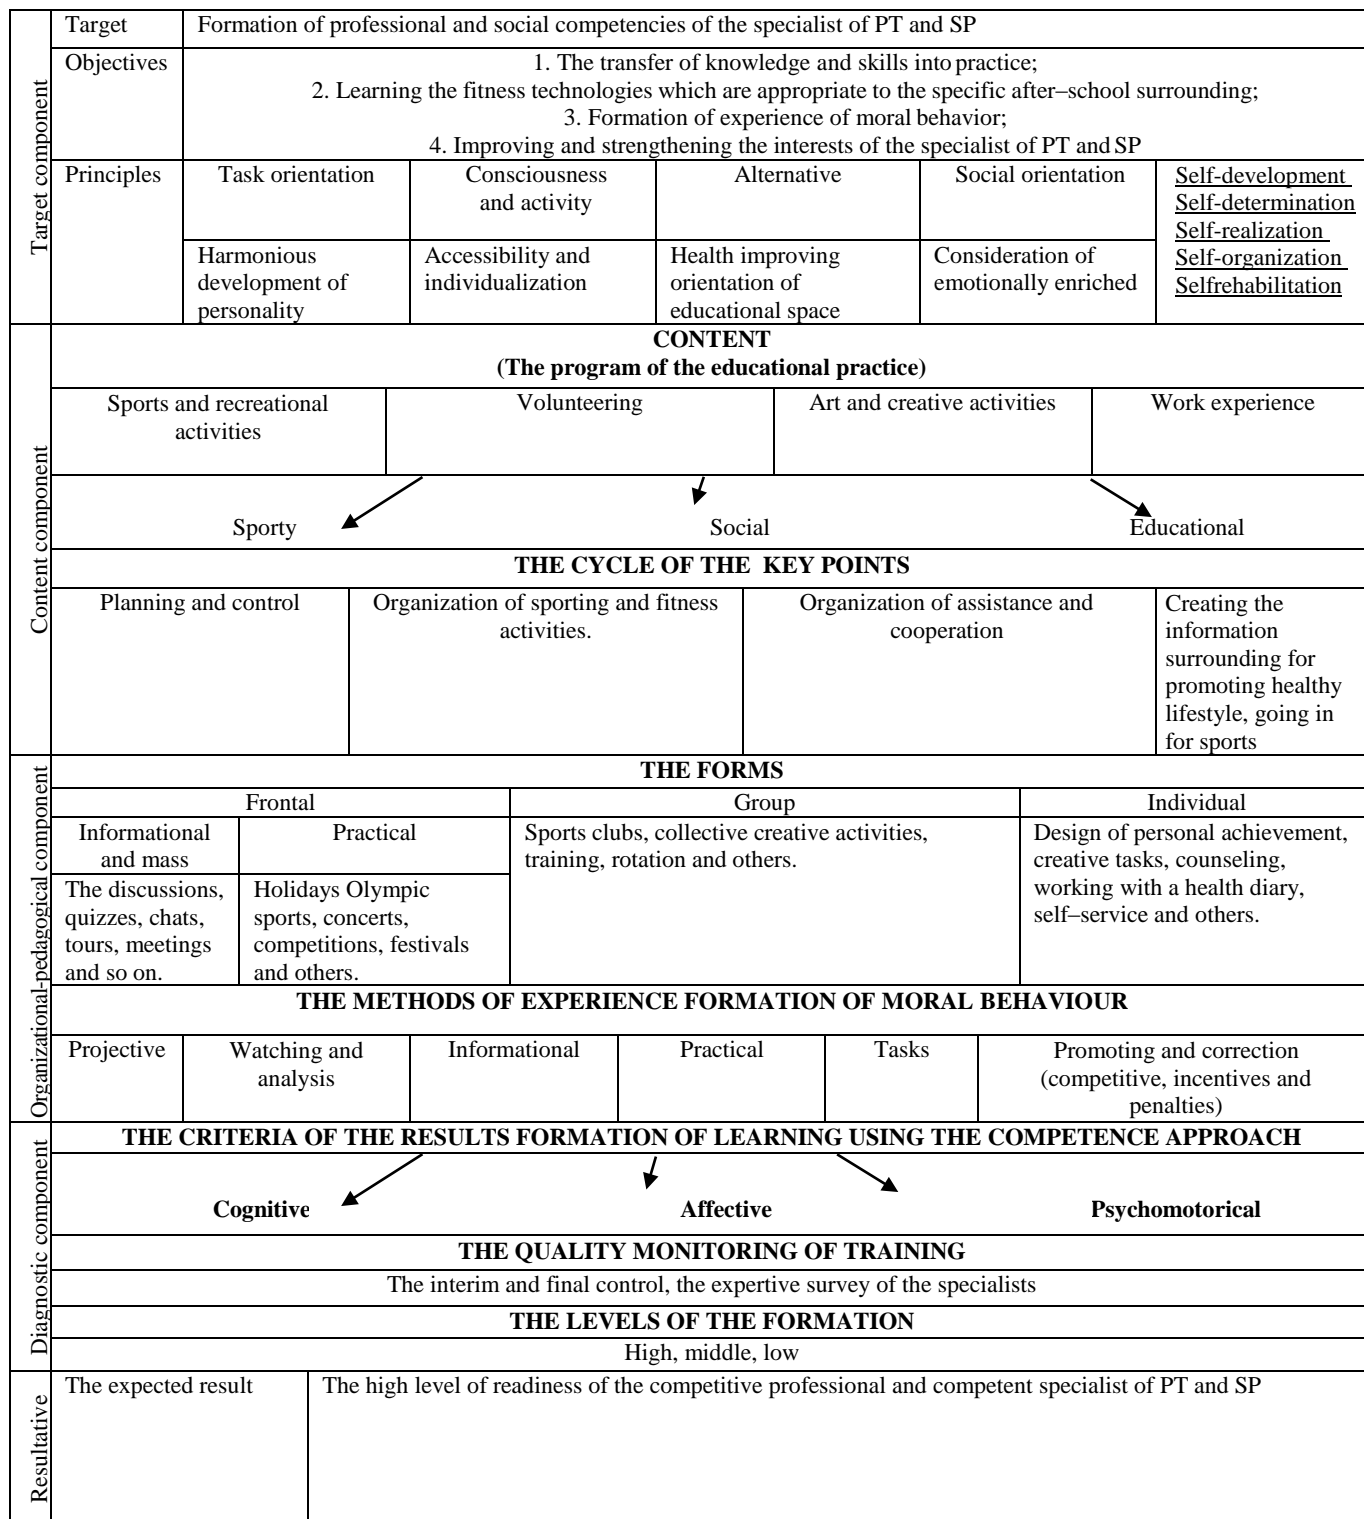 Target component
Target
Formation of professional and social competencies of the specialist of PT and SP
Objectives
1. The transfer of knowledge and skills into practice;
2. Learning the fitness technologies which are appropriate to the specific after–school surrounding;
3. Formation of experience of moral behavior;
4. Improving and strengthening the interests of the specialist of PT and SP
Principles
Task orientation
Consciousness
and activity
Alternative
Social orientation
Self-development
Self-determination
Self-realization
Self-organization
Selfrehabilitation
Harmonious
development of
personality
Accessibility and
individualization
Health improving
orientation of
educational space
Consideration of
emotionally enriched
Content component
CONTENT
(The program of the educational practice)
Sports and recreational
activities
Volunteering
Art and creative activities
Work experience
Sporty
Social
Educational
THE CYCLE OF THE KEY POINTS
Planning and control
Organization of sporting and fitness
activities.
Organization of assistance and
cooperation
Creating the
information
surrounding for
promoting healthy
lifestyle, going in
for sports
Organizational-pedagogical component
THE FORMS
Frontal
Group
Individual
Informational
and mass
Practical
Sports clubs, collective creative activities,
training, rotation and others.
Design of personal achievement,
creative tasks, counseling,
working with a health diary,
self–service and others.
The discussions,
quizzes, chats,
tours, meetings
and so on.
Holidays Olympic
sports, concerts,
competitions, festivals
and others.
THE METHODS OF EXPERIENCE FORMATION OF MORAL BEHAVIOUR
Projective
Watching and
analysis
Informational
Practical
Tasks
Promoting and correction
(competitive, incentives and
penalties)
Diagnostic component
THE CRITERIA OF THE RESULTS FORMATION OF LEARNING USING THE COMPETENCE APPROACH
Cognitive
Affective
Psychomotorical
THE QUALITY MONITORING OF TRAINING
The interim and final control, the expertive survey of the specialists
THE LEVELS OF THE FORMATION
High, middle, low
Resultative
The expected result
The high level of readiness of the competitive professional and competent specialist of PT and SP